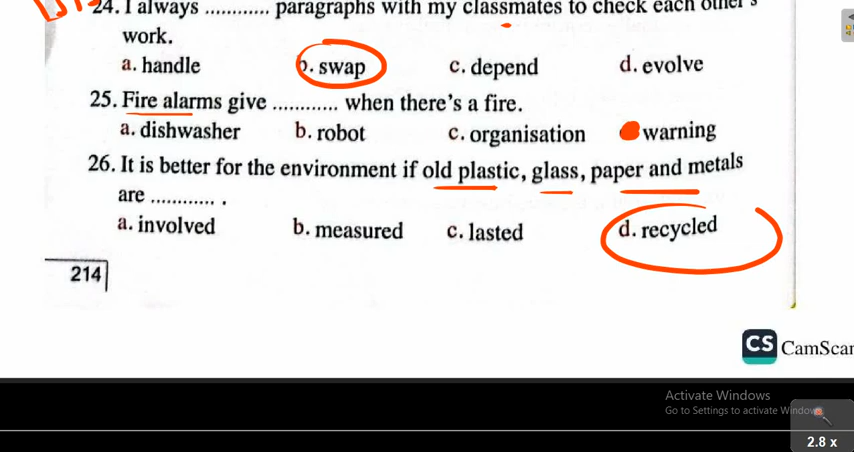 24. I always ............ paragraphs with my classmates to check each other's
work.
a. handle b. swap c. depend d. evolve
25. Fire alarms give ............ when there's a fire.
a. dishwasher b. robot c. organisation warning
26. It is better for the environment if old plastic, glass, paper and metals
are ............ .
a. involved b. measured c. lasted d. recycled
214
CS CamScan
Activate Windows
Go to Settings to activate Windows
2.8 x